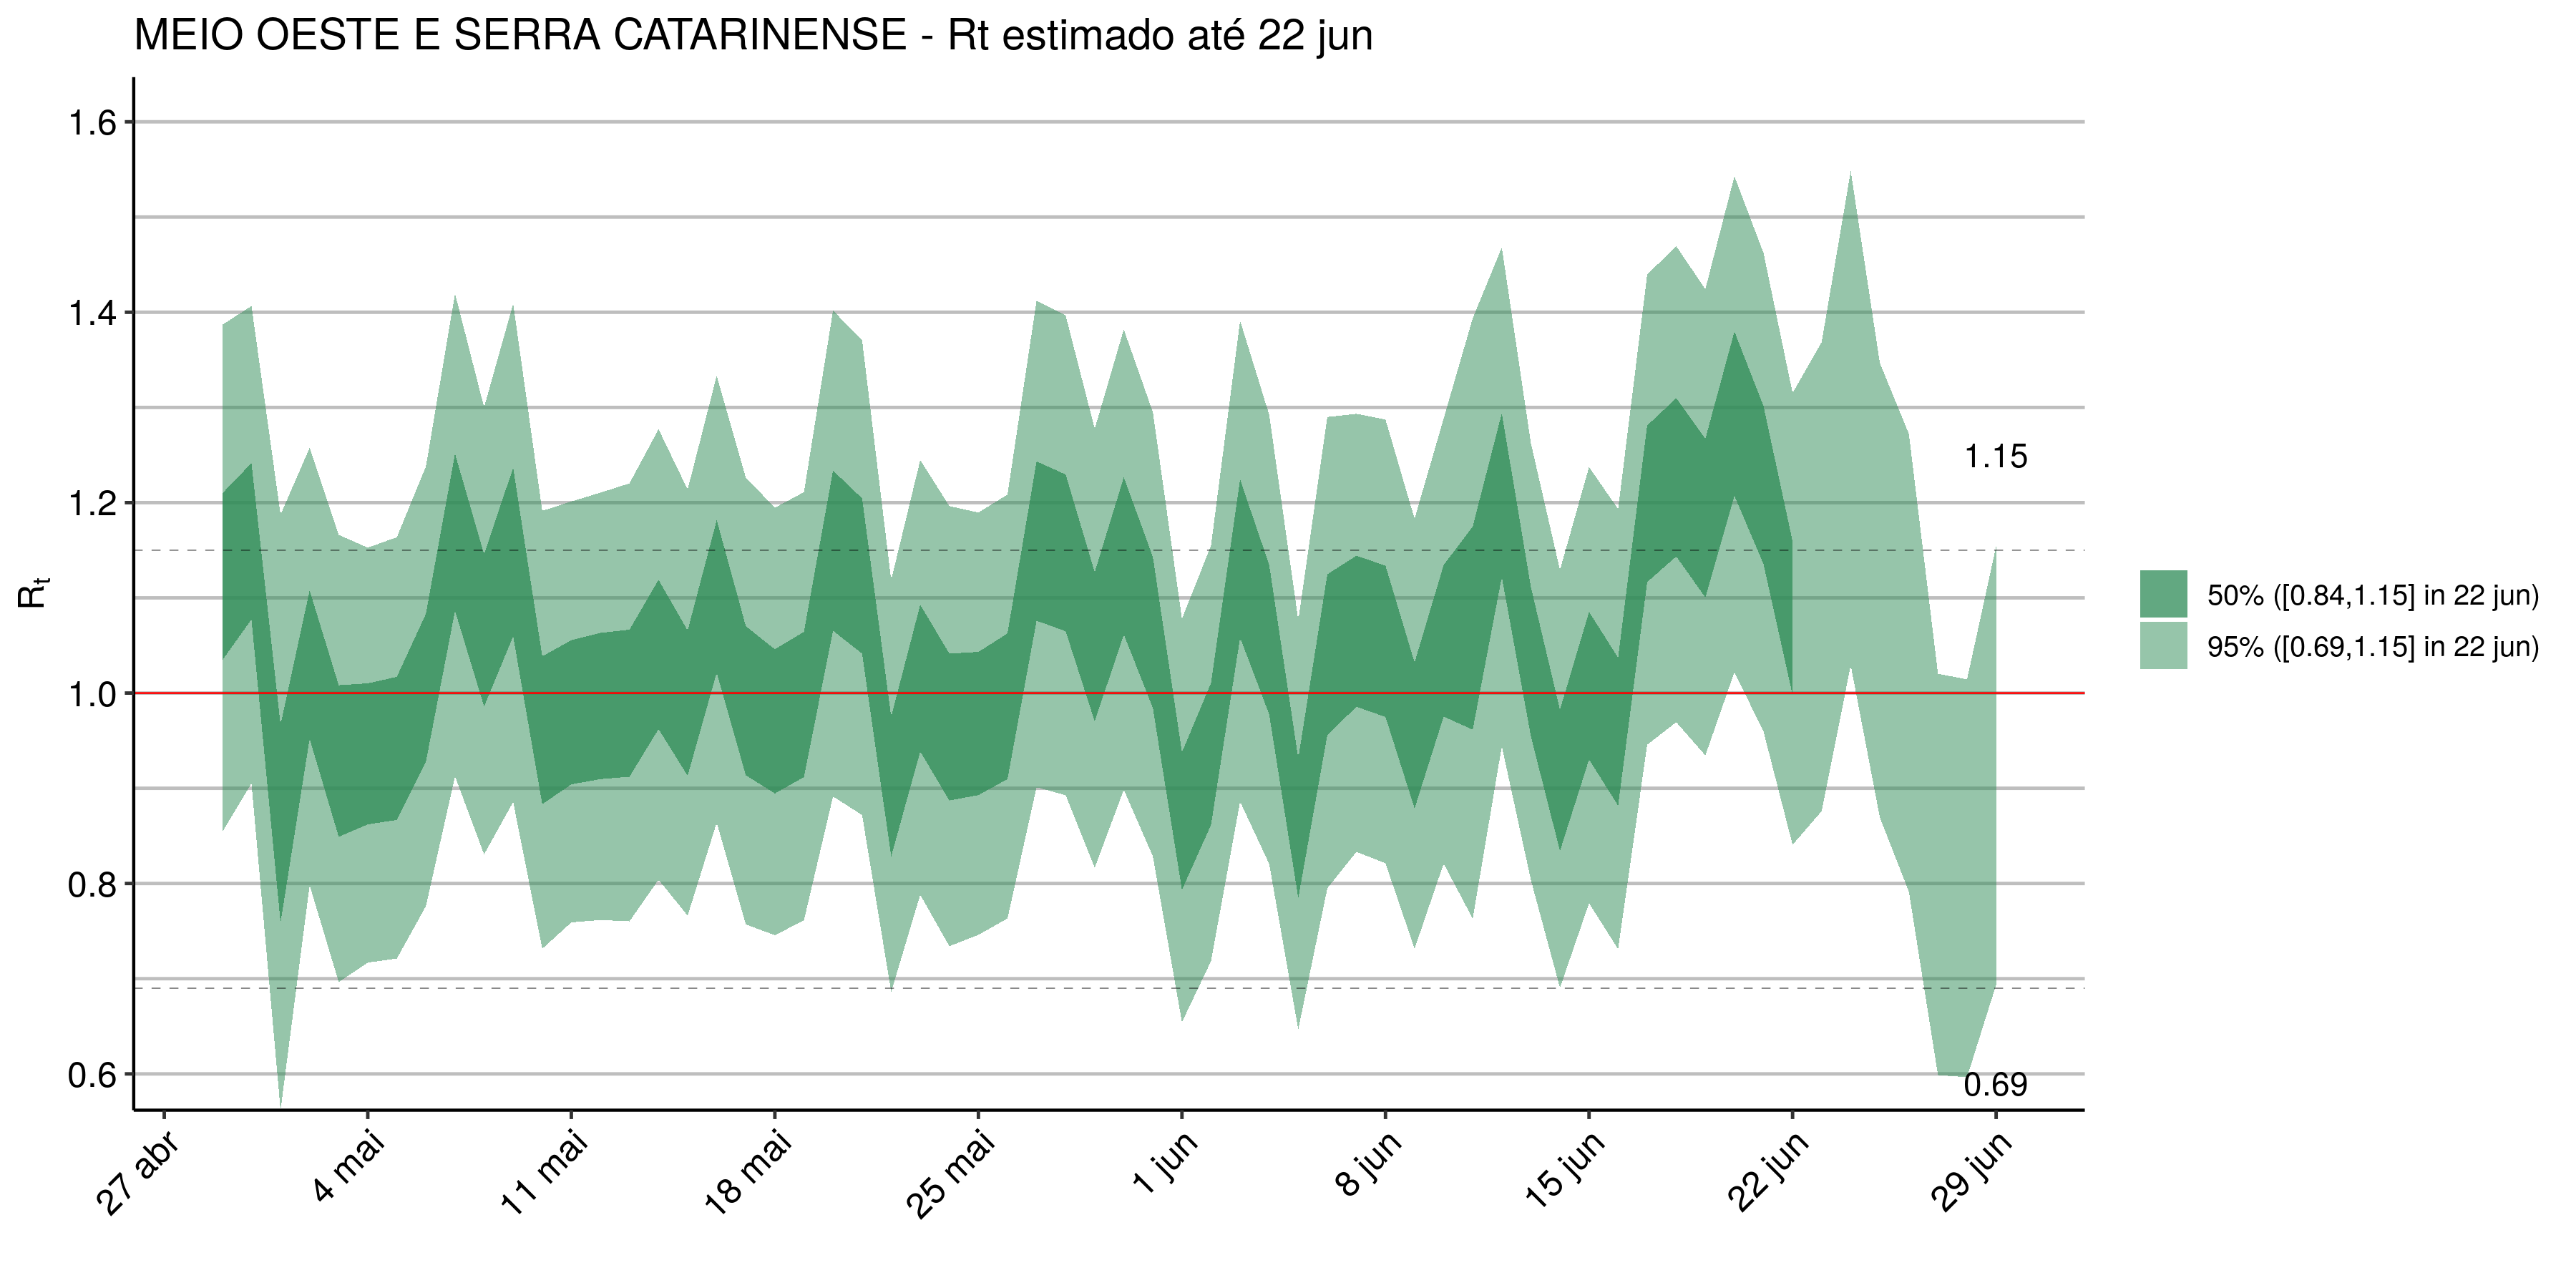 MEIO OESTE E SERRA CATARINENSE - Rt estimado até 22 jun
1.6
1.4
1.2
1.0
0.8
0.6
Rt
1.15
0.69
50% ([0.84,1.15] in 22 jun)
95% ([0.69,1.15] in 22 jun)
27 abr
4 mai
11 mai
18 mai
25 mai
1 jun
8 jun
15 jun
22 jun
29 jun